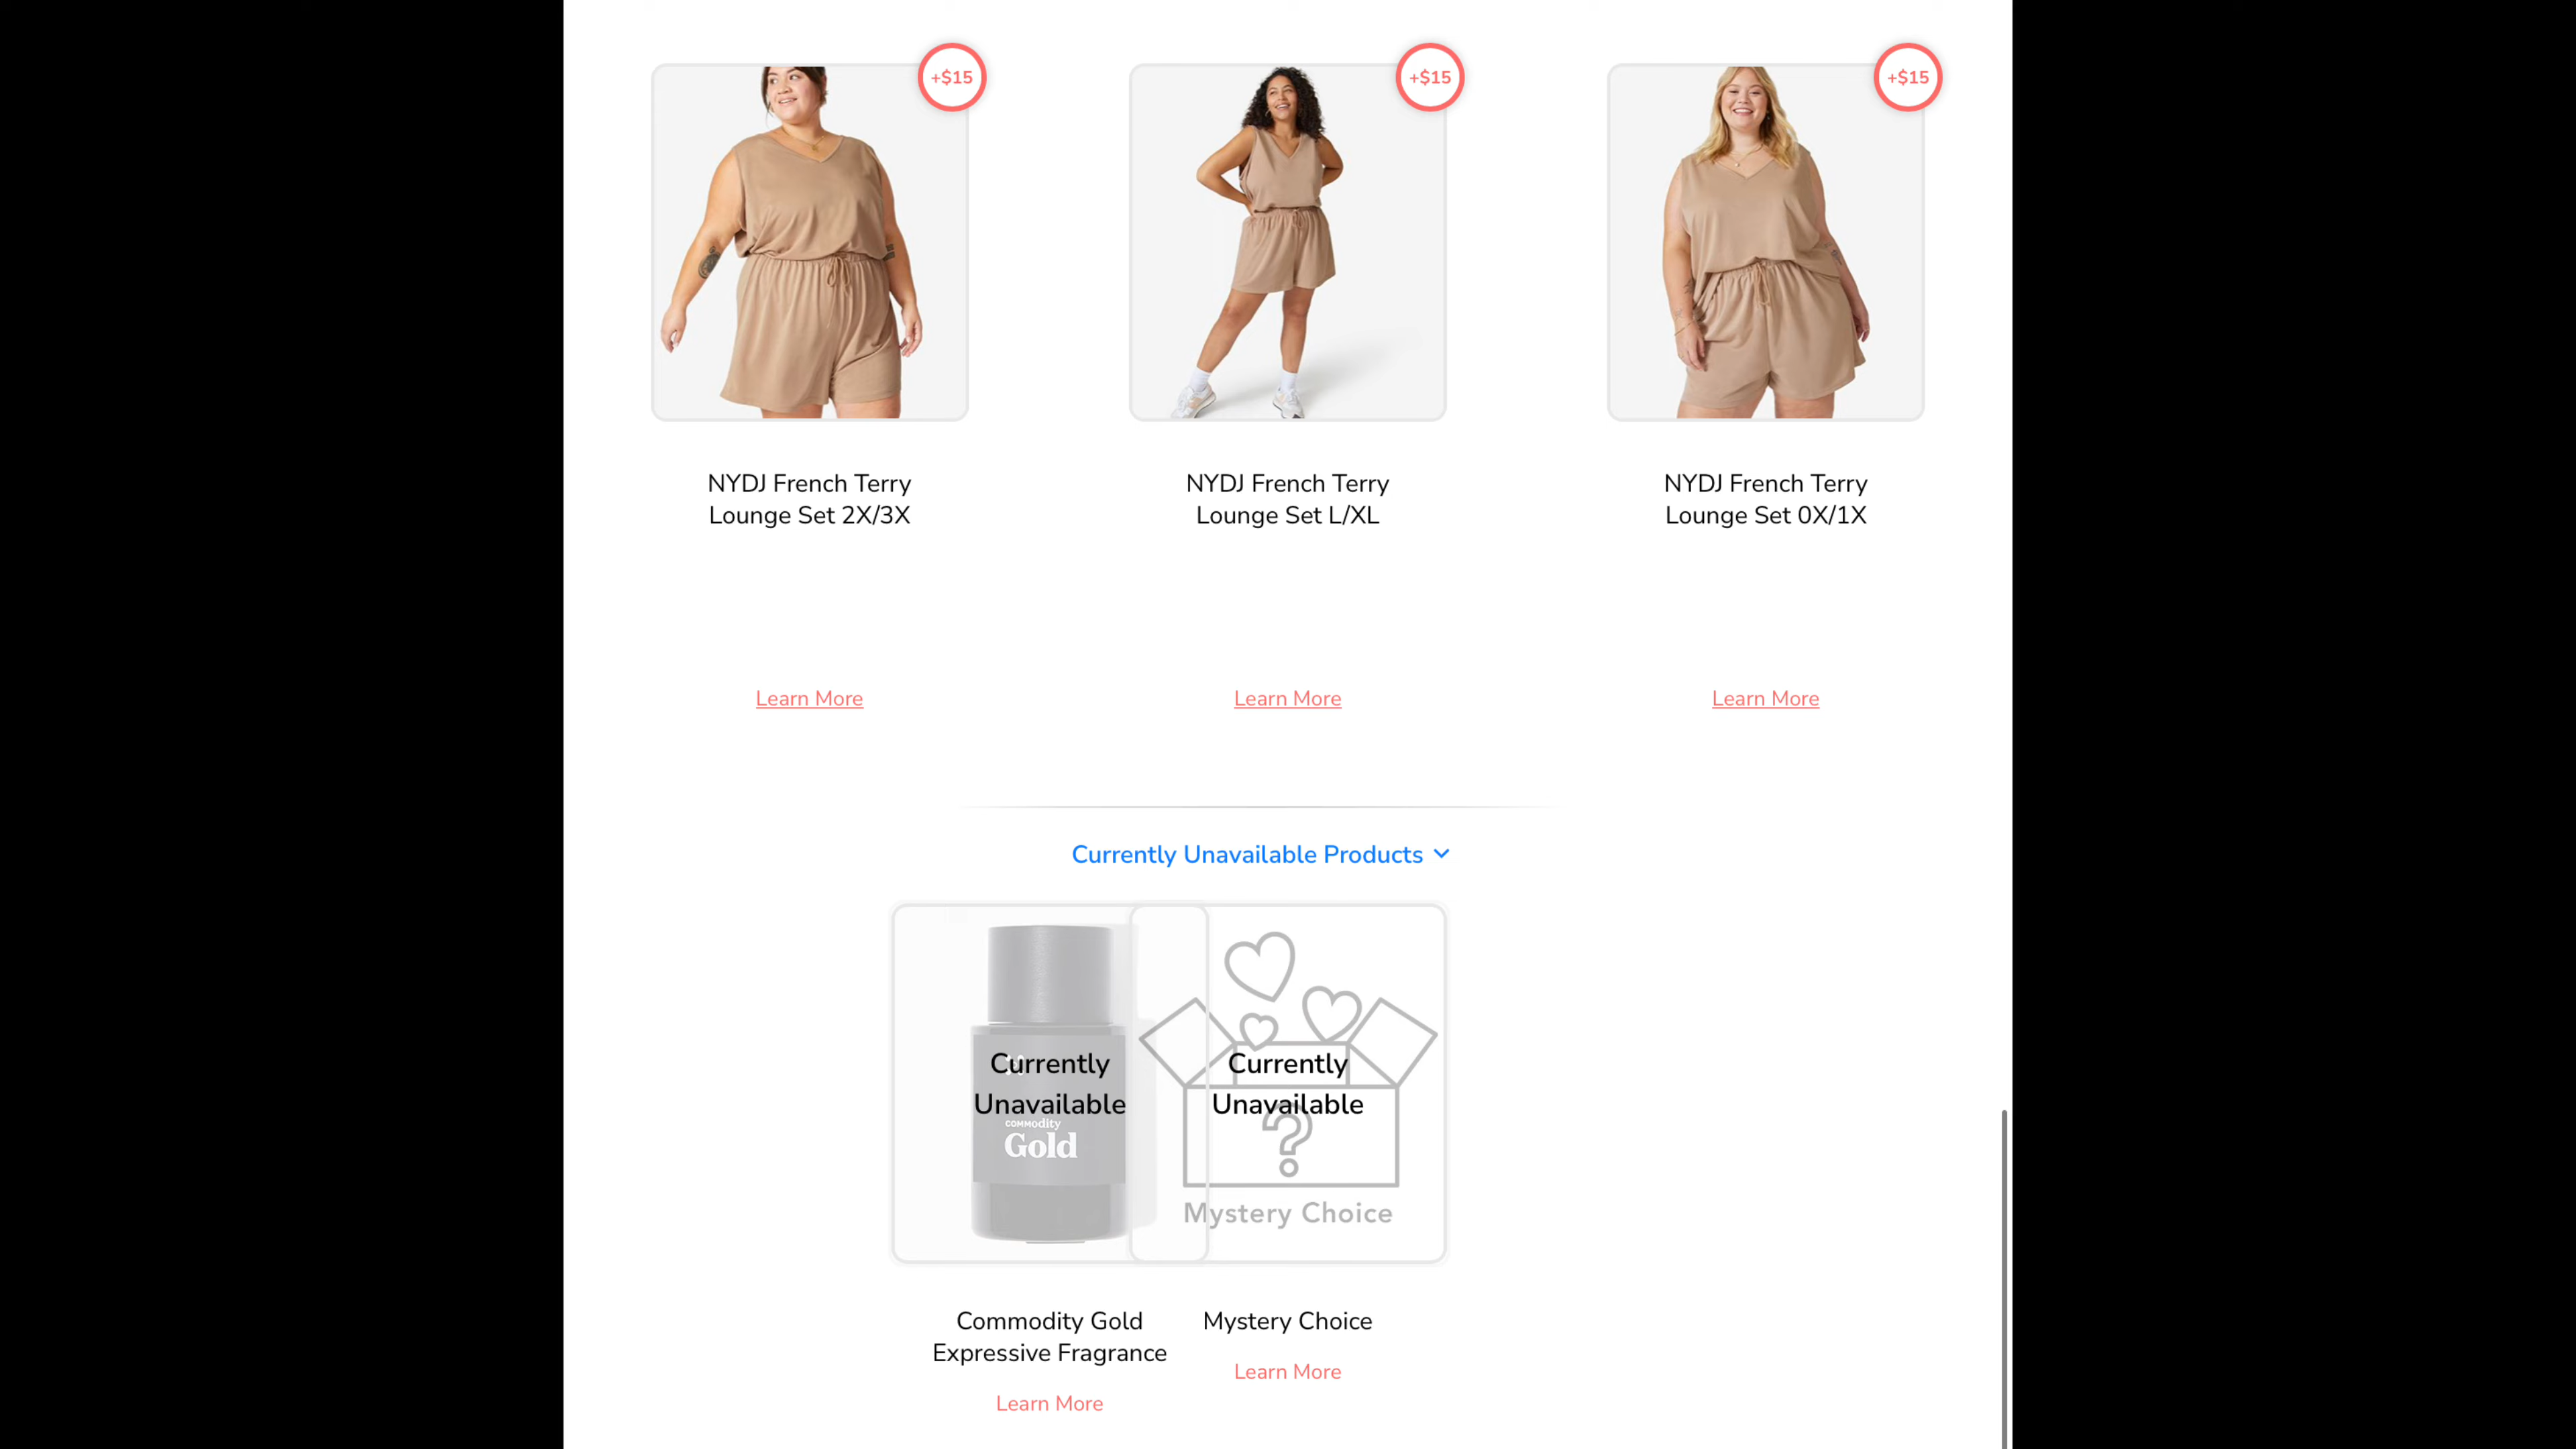 +$15
+$15
+$15
NYDJ French Terry
Lounge Set 2X/3X
NYDJ French Terry
Lounge Set L/XL
NYDJ French Terry
Lounge Set 0X/1X
Learn More
Learn More
Learn More
Currently Unavailable Products
Currently
Unavailable
COMModity
Gold
Currently
Unavailable
?
Mystery Choice
Commodity Gold
Expressive Fragrance
Learn More
Mystery Choice
Learn More